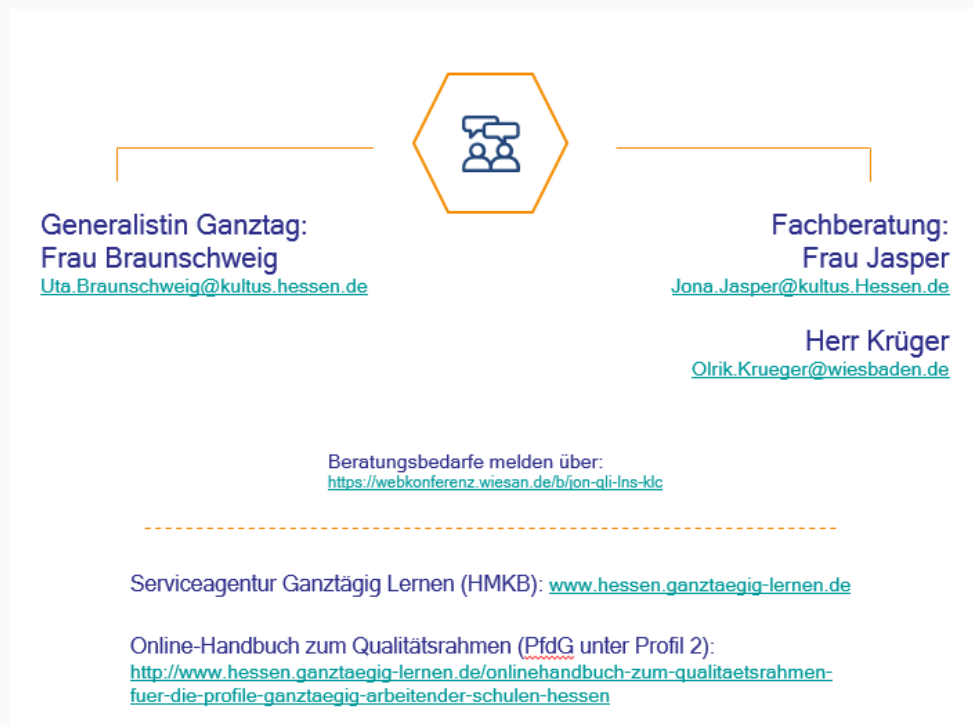 Generalistin Ganztag:
Frau Braunschweig
Uta.Braunschweig@kultus.hessen.de
Fachberatung:
Frau Jasper
Jona.Jasper@kultus.Hessen.de
Herr Krüger
Olrik.Krueger@wiesbaden.de
Beratungsbedarfe melden über:
https://webkonferenz.wiesan.de/b/jon-qli-lns-klc
Serviceagentur Ganztägig Lernen (HMKB): www.hessen.ganztaegig-lernen.de
Online-Handbuch zum Qualitätsrahmen (PfdG unter Profil 2):
http://www.hessen.ganztaegig-lernen.de/onlinehandbuch-zum-qualitaetsrahmen-
fuer-die-profile-ganztaegig-arbeitender-schulen-hessen